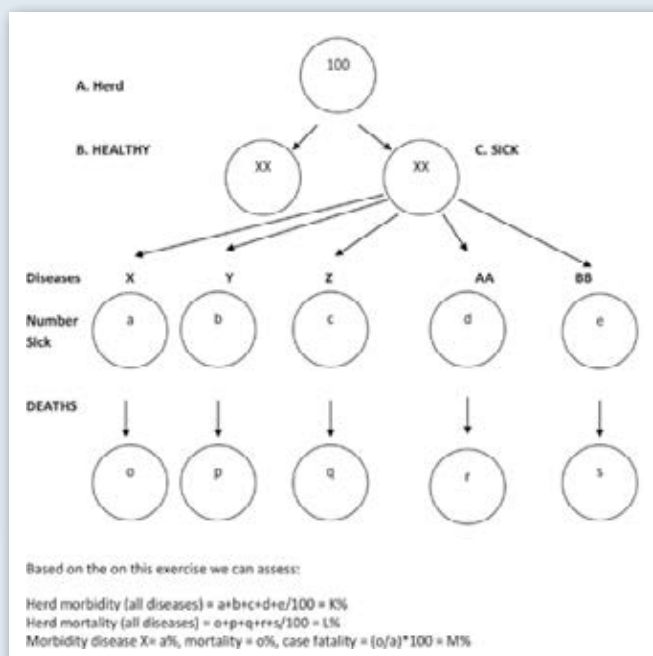 100
A. Herd
B. HEALTHY XX XX C. SICK
Diseases X Y Z AA BB
Number a b c d e
Sick
DEATHS
o p q r s
Based on the on this exercise we can assess:
Herd morbidity (all diseases) = a+b+c+d+e/100 = K%
Herd mortality (all diseases) = o+p+q+r+s/100 = L%
Morbidity disease X= a%, mortality = o%, case fatality = (o/a)*100 = M%